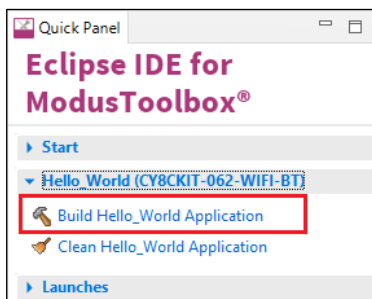 Quick Panel
Eclipse IDE for
ModusToolbox®
Start
Hello_World (CY8CKIT-062-WIFI-BT)
Build Hello_World Application
Clean Hello_World Application
Launches